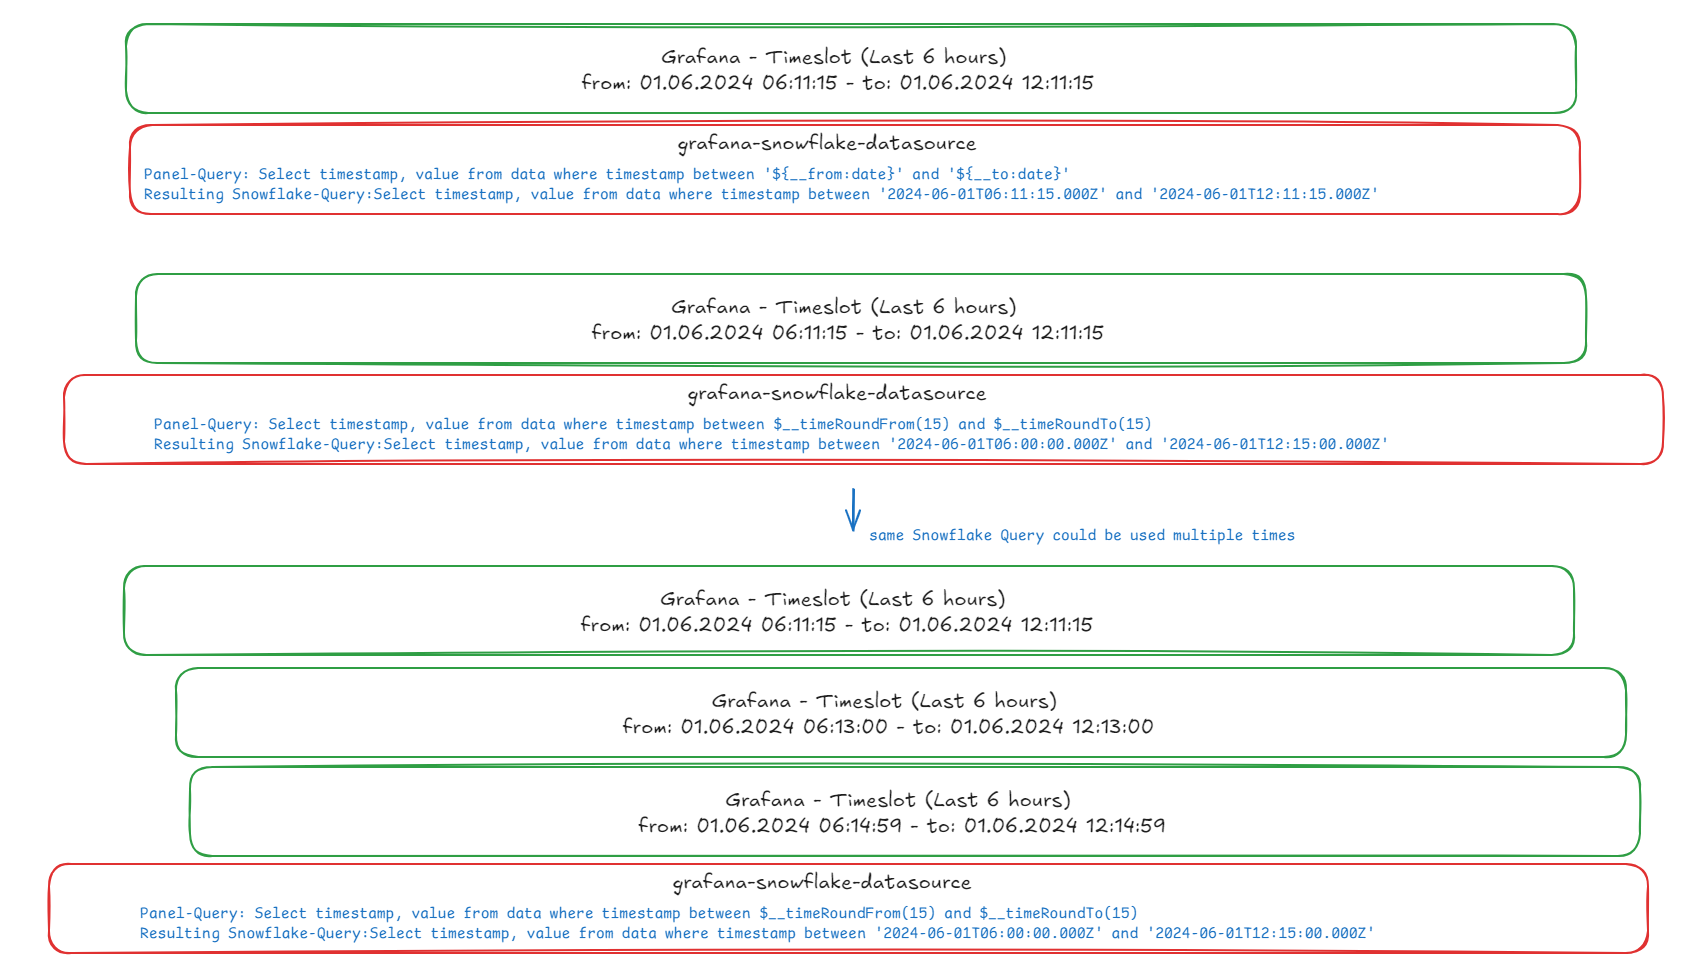 Grafana - Timeslot (Last 6 hours)
from: 01.06.2024 06:11:15 - to: 01.06.2024 12:11:15
grafana-snowflake-datasource
Panel-Query: Select timestamp, value from data where timestamp between '${__from:date}' and '${__to:date}'
Resulting Snowflake-Query:Select timestamp, value from data where timestamp between '2024-06-01T06:11:15.000Z' and '2024-06-01T12:11:15.000Z'
Grafana - Timeslot (Last 6 hours)
from: 01.06.2024 06:11:15 - to: 01.06.2024 12:11:15
grafana-snowflake-datasource
Panel-Query: Select timestamp, value from data where timestamp between $__timeRoundFrom(15) and $__timeRoundTo(15)
Resulting Snowflake-Query:Select timestamp, value from data where timestamp between '2024-06-01T06:00:00.000Z' and '2024-06-01T12:15:00.000Z'
same Snowflake Query could be used multiple times
Grafana - Timeslot (Last 6 hours)
from: 01.06.2024 06:11:15 - to: 01.06.2024 12:11:15
Grafana - Timeslot (Last 6 hours)
from: 01.06.2024 06:13:00 - to: 01.06.2024 12:13:00
Grafana - Timeslot (Last 6 hours)
from: 01.06.2024 06:14:59 - to: 01.06.2024 12:14:59
grafana-snowflake-datasource
Panel-Query: Select timestamp, value from data where timestamp between $__timeRoundFrom(15) and $__timeRoundTo(15)
Resulting Snowflake-Query:Select timestamp, value from data where timestamp between '2024-06-01T06:00:00.000Z' and '2024-06-01T12:15:00.000Z'